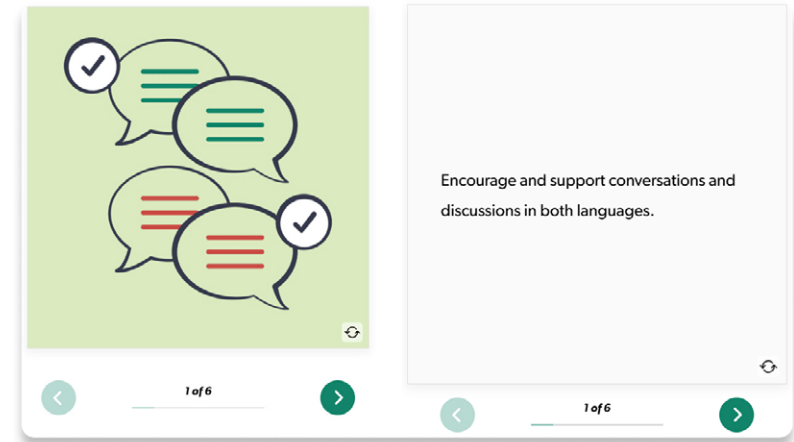 1 of 6
Encourage and support conversations and
discussions in both languages.
1 of 6